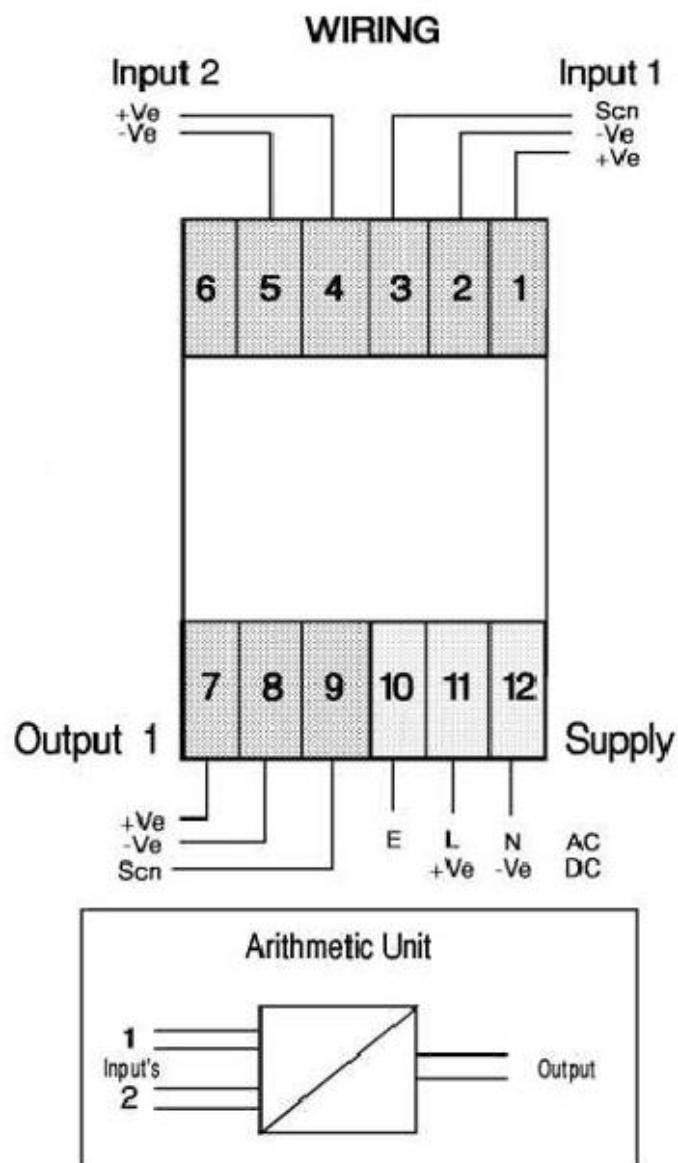 WIRING
Input 2 Input 1
+Ve Scn
-Ve -Ve
+Ve
6 5 4 3 2 1
7 8 9 10 11 12
Output 1 Supply
+Ve E L N AC
-Ve +Ve -Ve DC
Scn
Arithmetic Unit
1
Input's Output
2